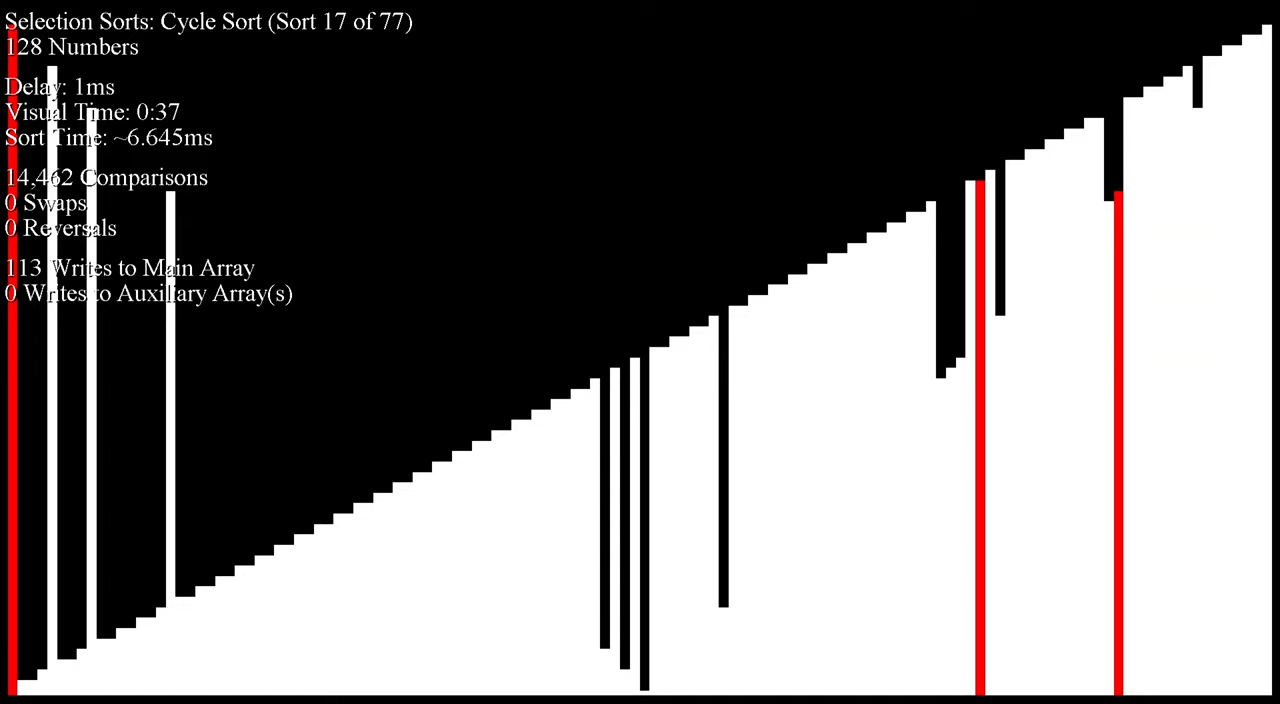 Selection Sorts: Cycle Sort (Sort 17 of 77)
128 Numbers
Delay: 1ms
Visual Time: 0:37
Sort Time: ~6.645ms
14,462 Comparisons
0 Swaps
0 Reversals
113 Writes to Main Array
0 Writes to Auxillary Array(s)